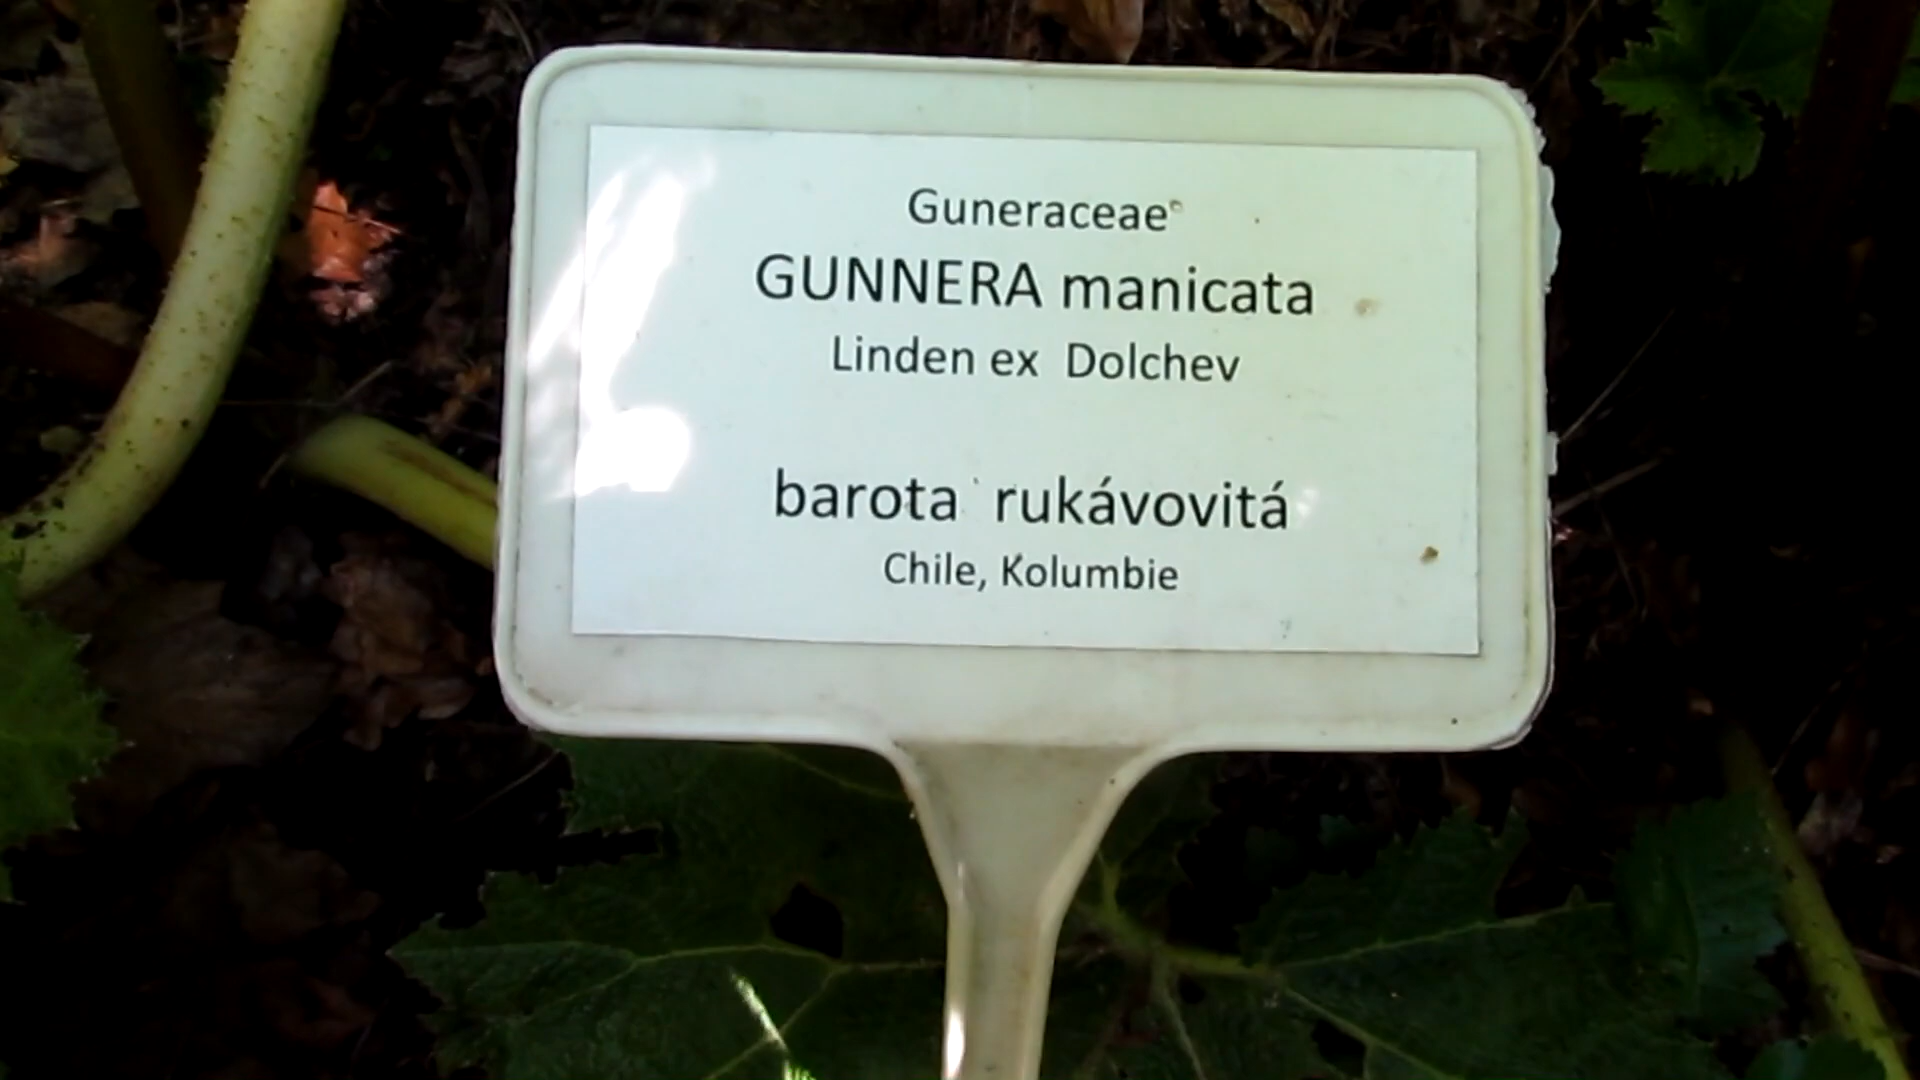 Guneraceae
GUNNERA manicata
Linden ex Dolchev
barota rukávovitá
Chile, Kolumbie